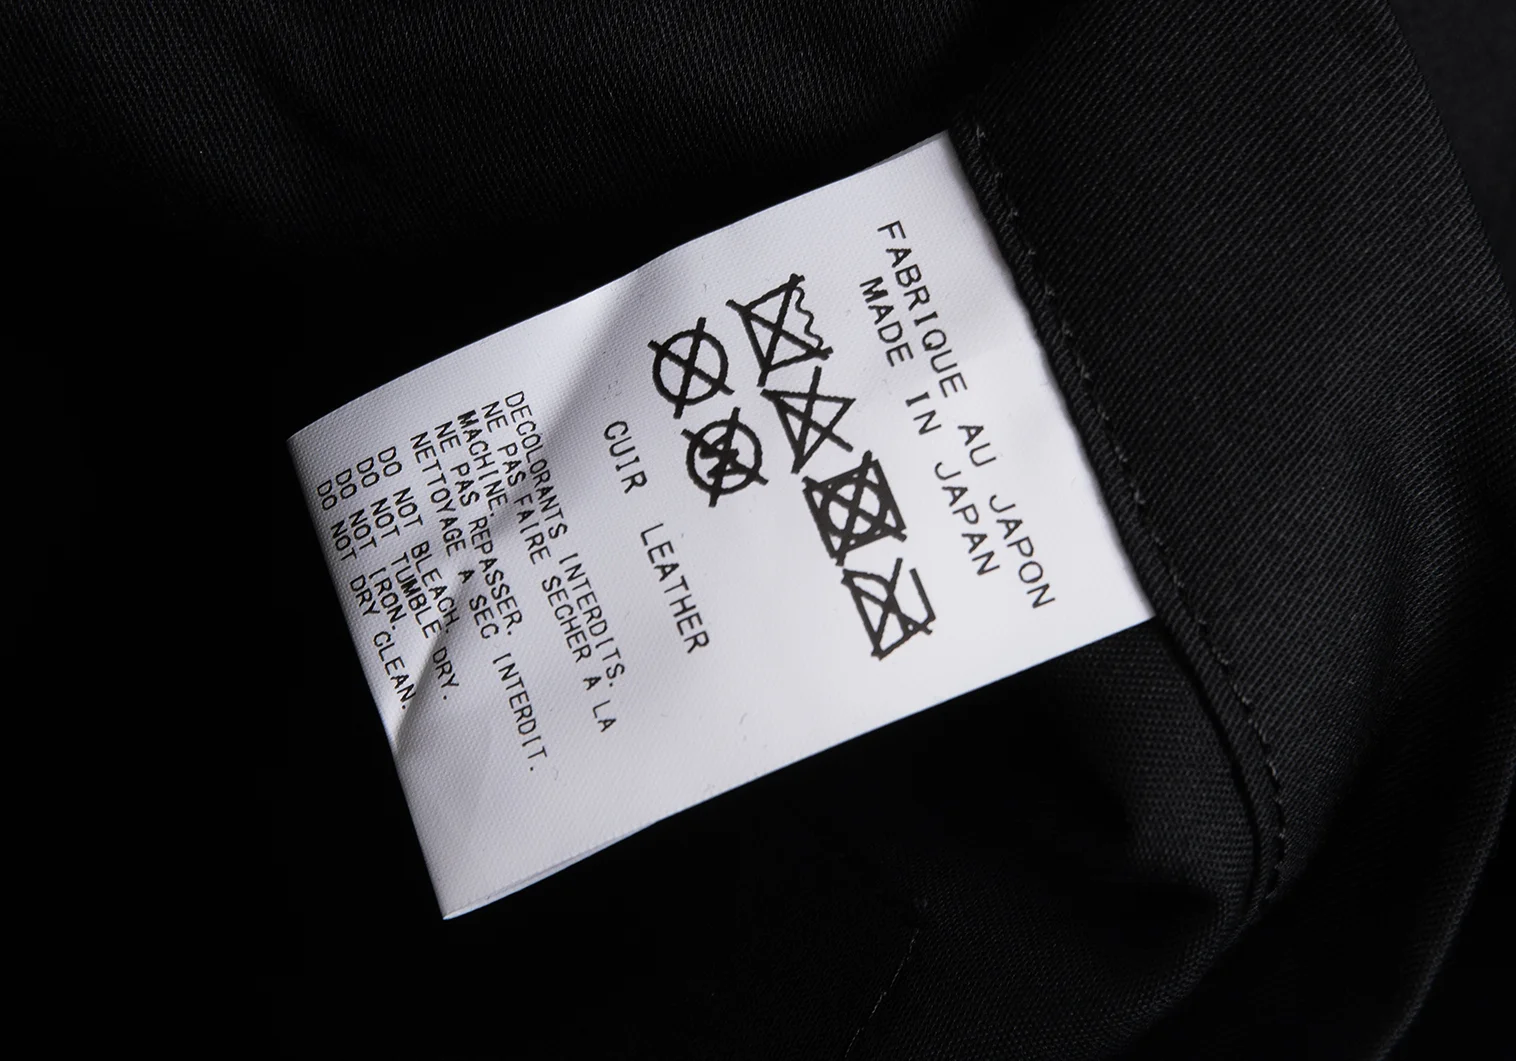 FABRIQUE AU JAPON
MADE IN JAPAN
CUIR LEATHER
DECOLORANTS INTERDITS.
NE PAS FAIRE SECHER A LA
MACHINE.
NE PAS REPASSER.
NETTOYAGE A SEC INTERDIT.
DO NOT BLEACH.
DO NOT TUMBLE DRY.
DO NOT IRON.
DO NOT DRY CLEAN.